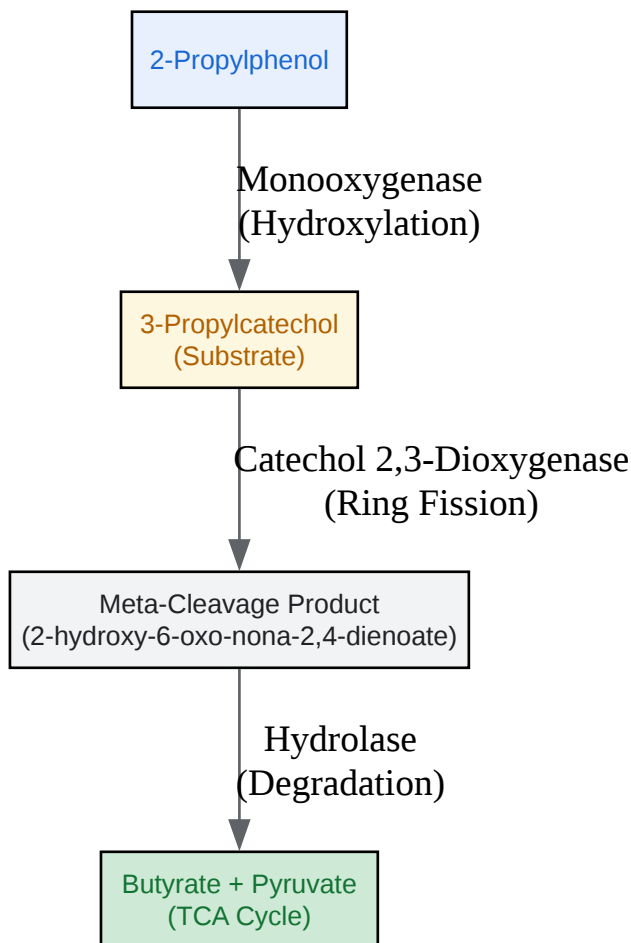 2-Propylphenol
Monooxygenase
(Hydroxylation)
3-Propylcatechol
(Substrate)
Catechol 2,3-Dioxygenase
(Ring Fission)
Meta-Cleavage Product
(2-hydroxy-6-oxo-nona-2,4-dienoate)
Hydrolase
(Degradation)
Butyrate + Pyruvate
(TCA Cycle)